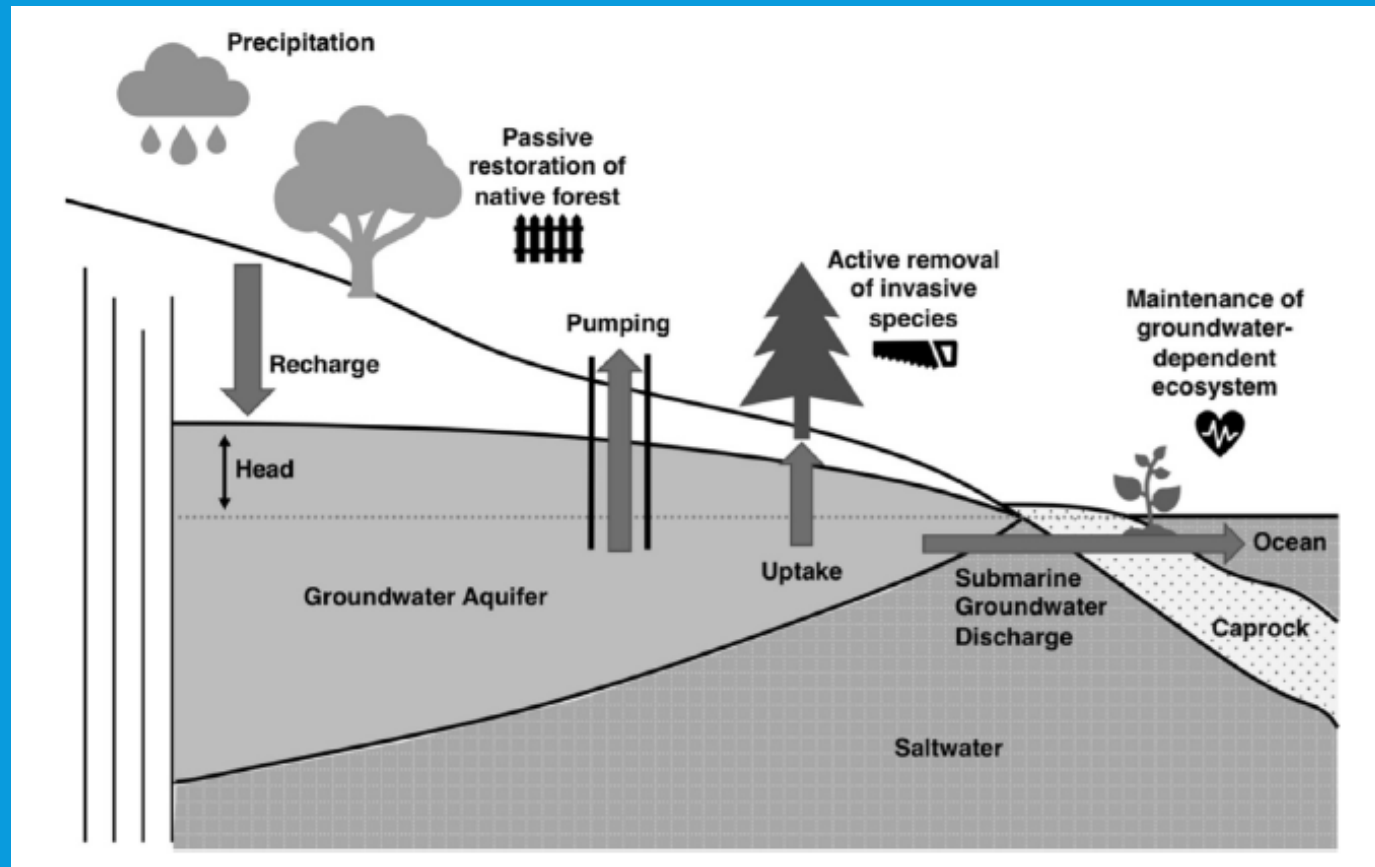 Precipitation
Passive
restoration of
native forest
Active removal
of invasive
species
Maintenance of
groundwater-
dependent
ecosystem
Pumping
Recharge
Head
Groundwater Aquifer
Uptake
Submarine
Groundwater
Discharge
Ocean
Caprock
Saltwater